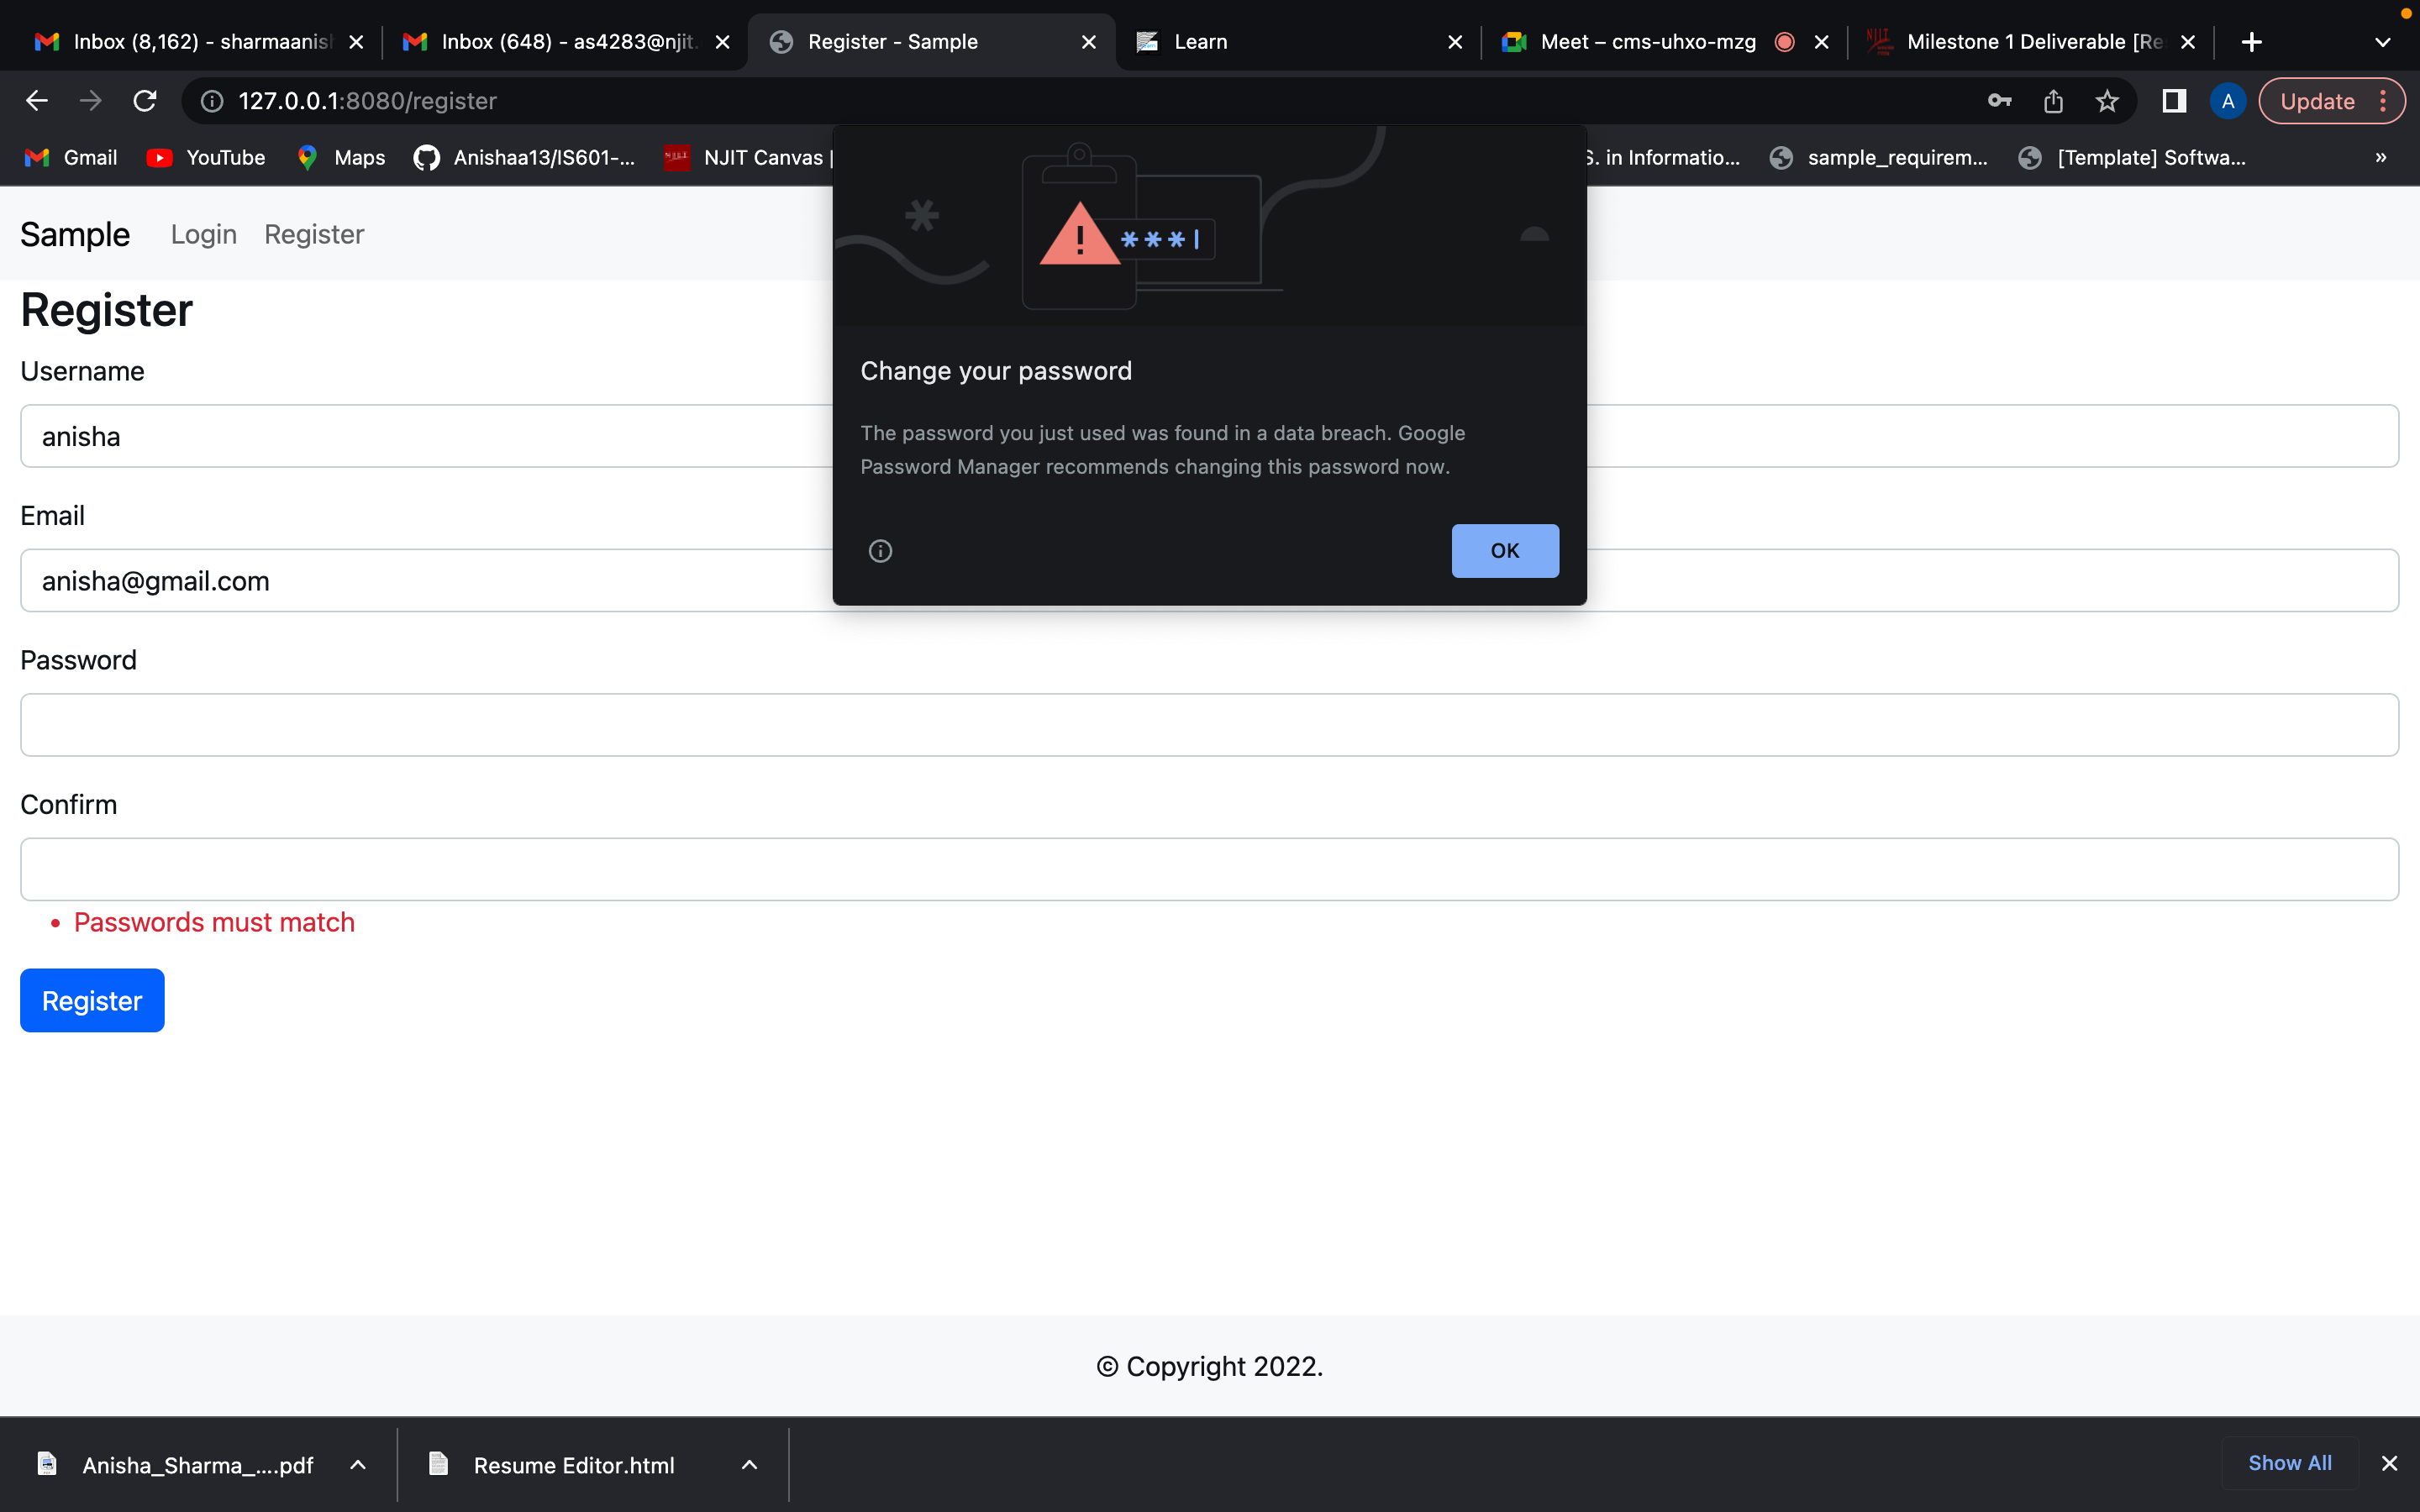 Inbox (8,162) - sharmaanish
Inbox (648) - as4283@njit.
Register - Sample
Learn
Meet – cms-uhxo-mzg
Milestone 1 Deliverable [Re
127.0.0.1:8080/register
A
Update
Gmail
YouTube
Maps
Anishaa13/IS601-...
NJIT
NJIT Canvas |
S. in Informatio...
sample_requirem...
[Template] Softwa...
»
Sample
Login
Register
***|
Change your password
The password you just used was found in a data breach. Google
Password Manager recommends changing this password now.
OK
Register
Username
anisha
Email
anisha@gmail.com
Password
Confirm
• Passwords must match
Register
© Copyright 2022.
Anisha_Sharma_....pdf
Resume Editor.html
Show All